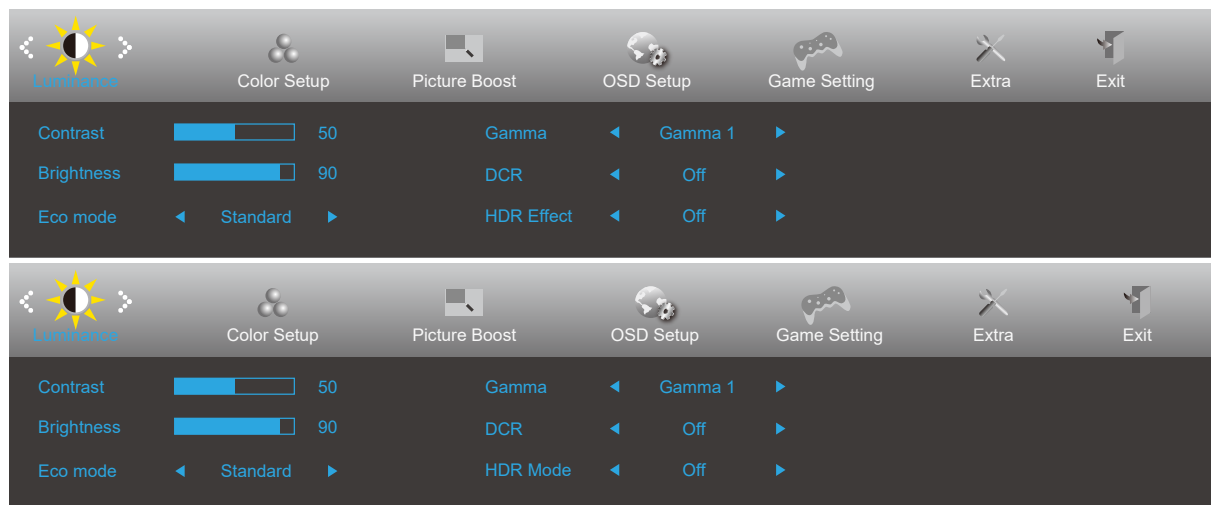 Luminance Color Setup Picture Boost OSD Setup Game Setting Extra Exit
Contrast 50 Gamma Gamma 1
Brightness 90 DCR Off
Eco mode Standard HDR Effect Off
Luminance Color Setup Picture Boost OSD Setup Game Setting Extra Exit
Contrast 50 Gamma Gamma 1
Brightness 90 DCR Off
Eco mode Standard HDR Mode Off